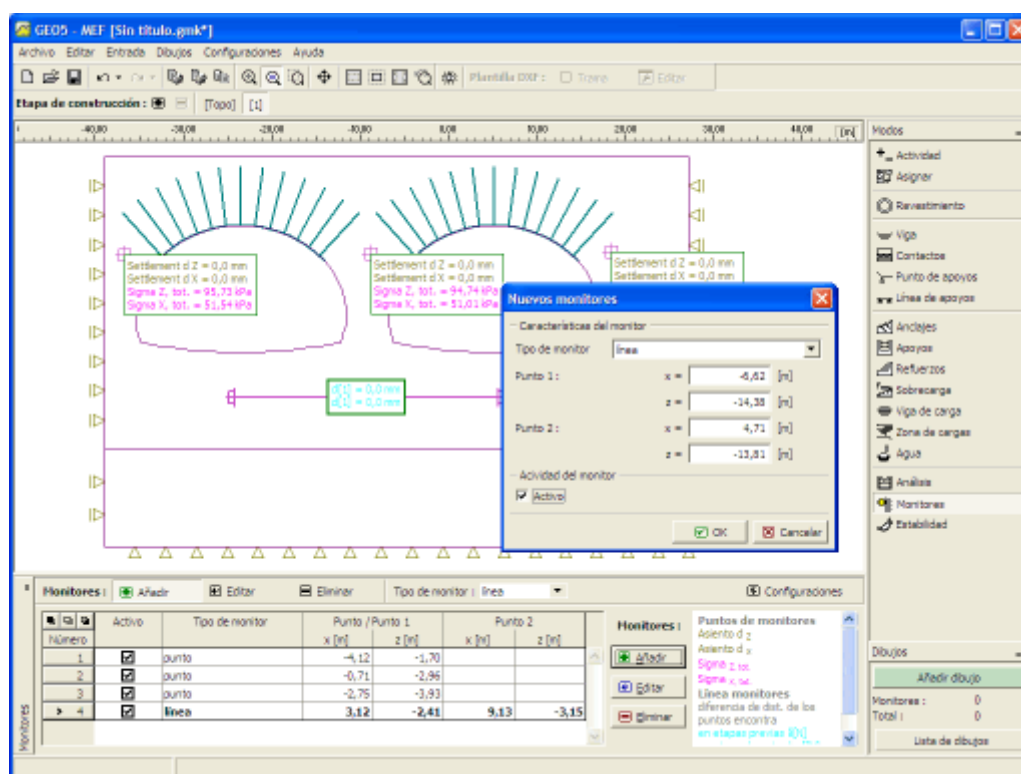 GEO5 - MEF [Sin título.gmk*]
Archivo Editar Entrada Dibujos Configuraciones Ayuda
Plantilla DXF: Editar
Etapa de construcción: [Topo] [1]
-40,00 -30,00 -20,00 -10,00 0,00 10,00 20,00 30,00 40,00 [m]
Modos
Actividad
Asignar
Revestimiento
Viga
Contactos
Punto de apoyos
Línea de apoyos
Anclajes
Apoyos
Refuerzos
Sobrecarga
Viga de carga
Zona de cargas
Agua
Análisis
Monitores
Estabilidad
Settlement d Z = 0,0 mm
Settlement d X = 0,0 mm
Sigma Z, tot. = 95,73 kPa
Sigma X, tot. = 51,54 kPa
Settlement d Z = 0,0 mm
Settlement d X = 0,0 mm
Sigma Z, tot. = 94,74 kPa
Sigma X, tot. = 51,01 kPa
Settlement d Z = 0,0 mm
Settlement d X = 0,0 mm
d[1] = 0,0 mm
d[1] = 0,0 mm
Nuevos monitores
Características del monitor
Tipo de monitor línea
Punto 1: x = -6,62 [m]
z = -14,38 [m]
Punto 2: x = 4,71 [m]
z = -13,81 [m]
Acividad del monitor
Activo
OK Cancelar
Monitores: Añadir Editar Eliminar Tipo de monitor: línea Configuraciones
Número Activo Tipo de monitor Punto / Punto 1 Punto 2
x [m] z [m] x [m] z [m]
1 punto -4,12 -1,70
2 punto -0,71 -2,96
3 punto -2,75 -3,93
4 línea 3,12 -2,41 9,13 -3,15
Monitores:
Añadir
Editar
Eliminar
Puntos de monitores
Asiento d z
Asiento d x
Sigma z, tot.
Sigma x, tot.
Línea monitores
diferencia de dist. de los
puntos encontra
en etapas previas d[1]
Monitores
Dibujos
Añadir dibujo
Monitores: 0
Total: 0
Lista de dibujos